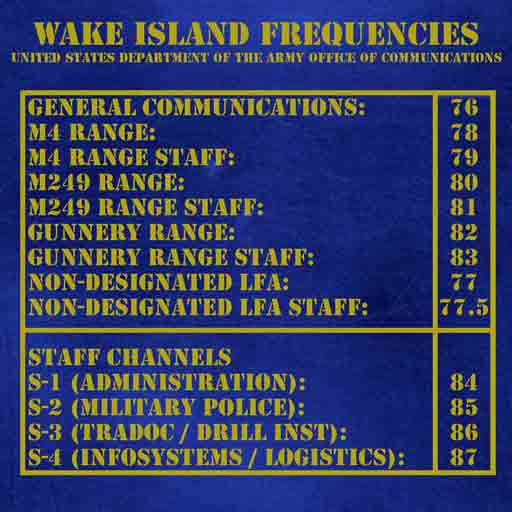 WAKE ISLAND FREQUENCIES
UNITED STATES DEPARTMENT OF THE ARMY OFFICE OF COMMUNICATIONS
GENERAL COMMUNICATIONS: 76
M4 RANGE: 78
M4 RANGE STAFF: 79
M249 RANGE: 80
M249 RANGE STAFF: 81
GUNNERY RANGE: 82
GUNNERY RANGE STAFF: 83
NON-DESIGNATED LFA: 77
NON-DESIGNATED LFA STAFF: 77.5
STAFF CHANNELS
S-1 (ADMINISTRATION): 84
S-2 (MILITARY POLICE): 85
S-3 (TRADOC / DRILL INST): 86
S-4 (INFOSYSTEMS / LOGISTICS): 87